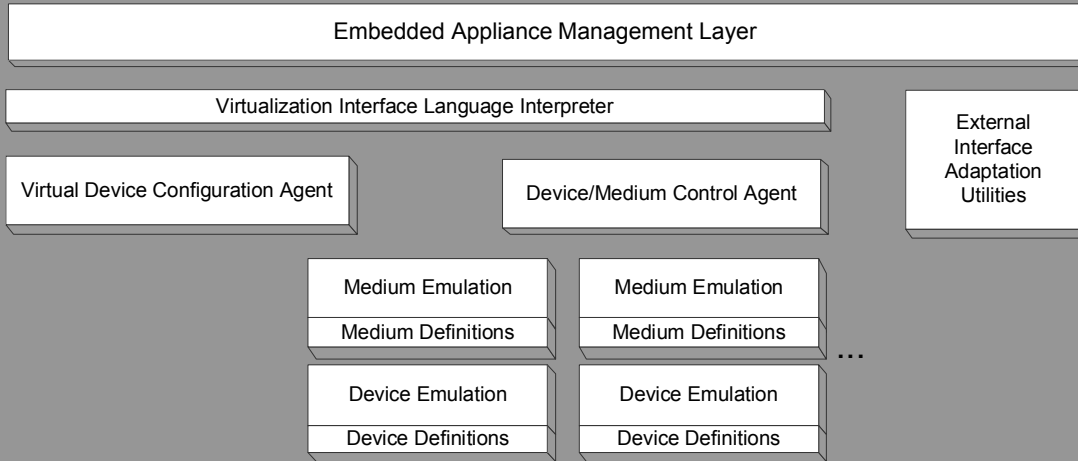 Embedded Appliance Management Layer
Virtualization Interface Language Interpreter
External
Interface
Adaptation
Utilities
Virtual Device Configuration Agent
Device/Medium Control Agent
Medium Emulation
Medium Definitions
Medium Emulation
Medium Definitions
...
Device Emulation
Device Definitions
Device Emulation
Device Definitions